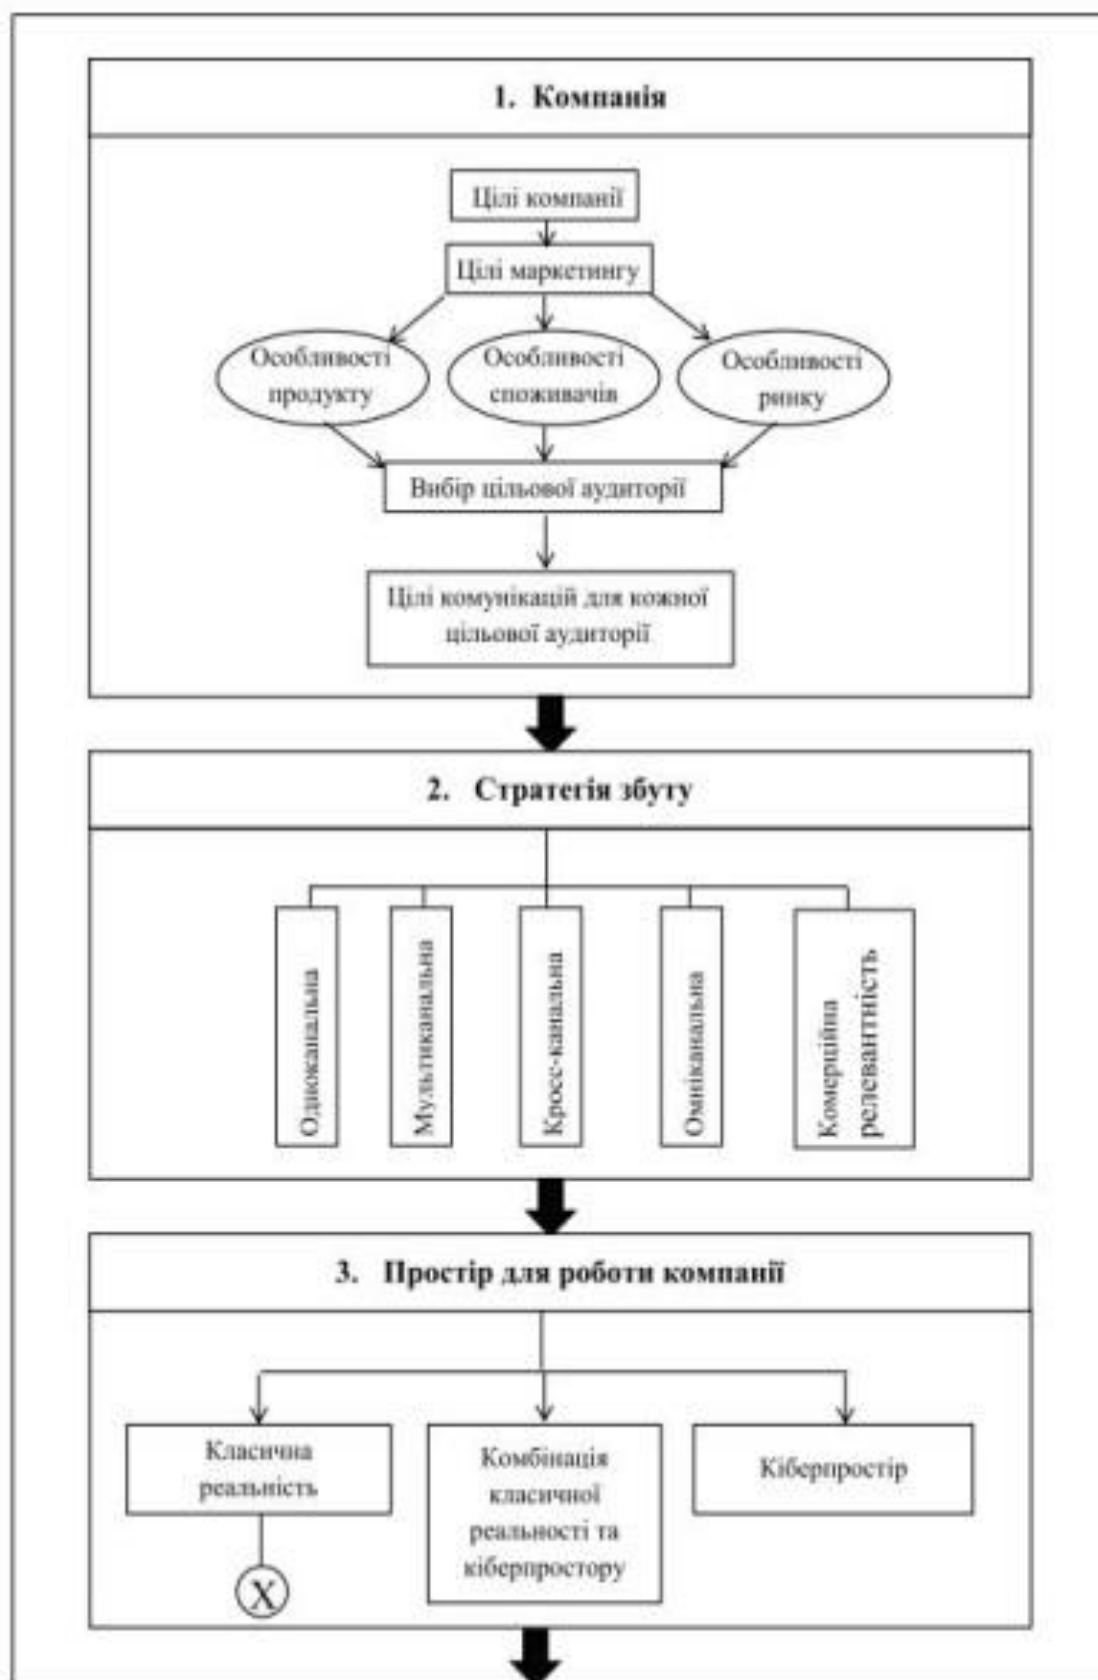 1. Компанія
Цілі компанії
Цілі маркетингу
Особливості
продукту
Особливості
споживачів
Особливості
ринку
Вибір цільової аудиторії
Цілі комунікацій для кожної
цільової аудиторії
2. Стратегія збуту
Одноканальна
Мультиканальна
Кросс-канальна
Омніканальна
Комерційна
релевантність
3. Простір для роботи компанії
Класична
реальність
Комбінація
класичної
реальності та
кіберпростору
Кіберпростір
X